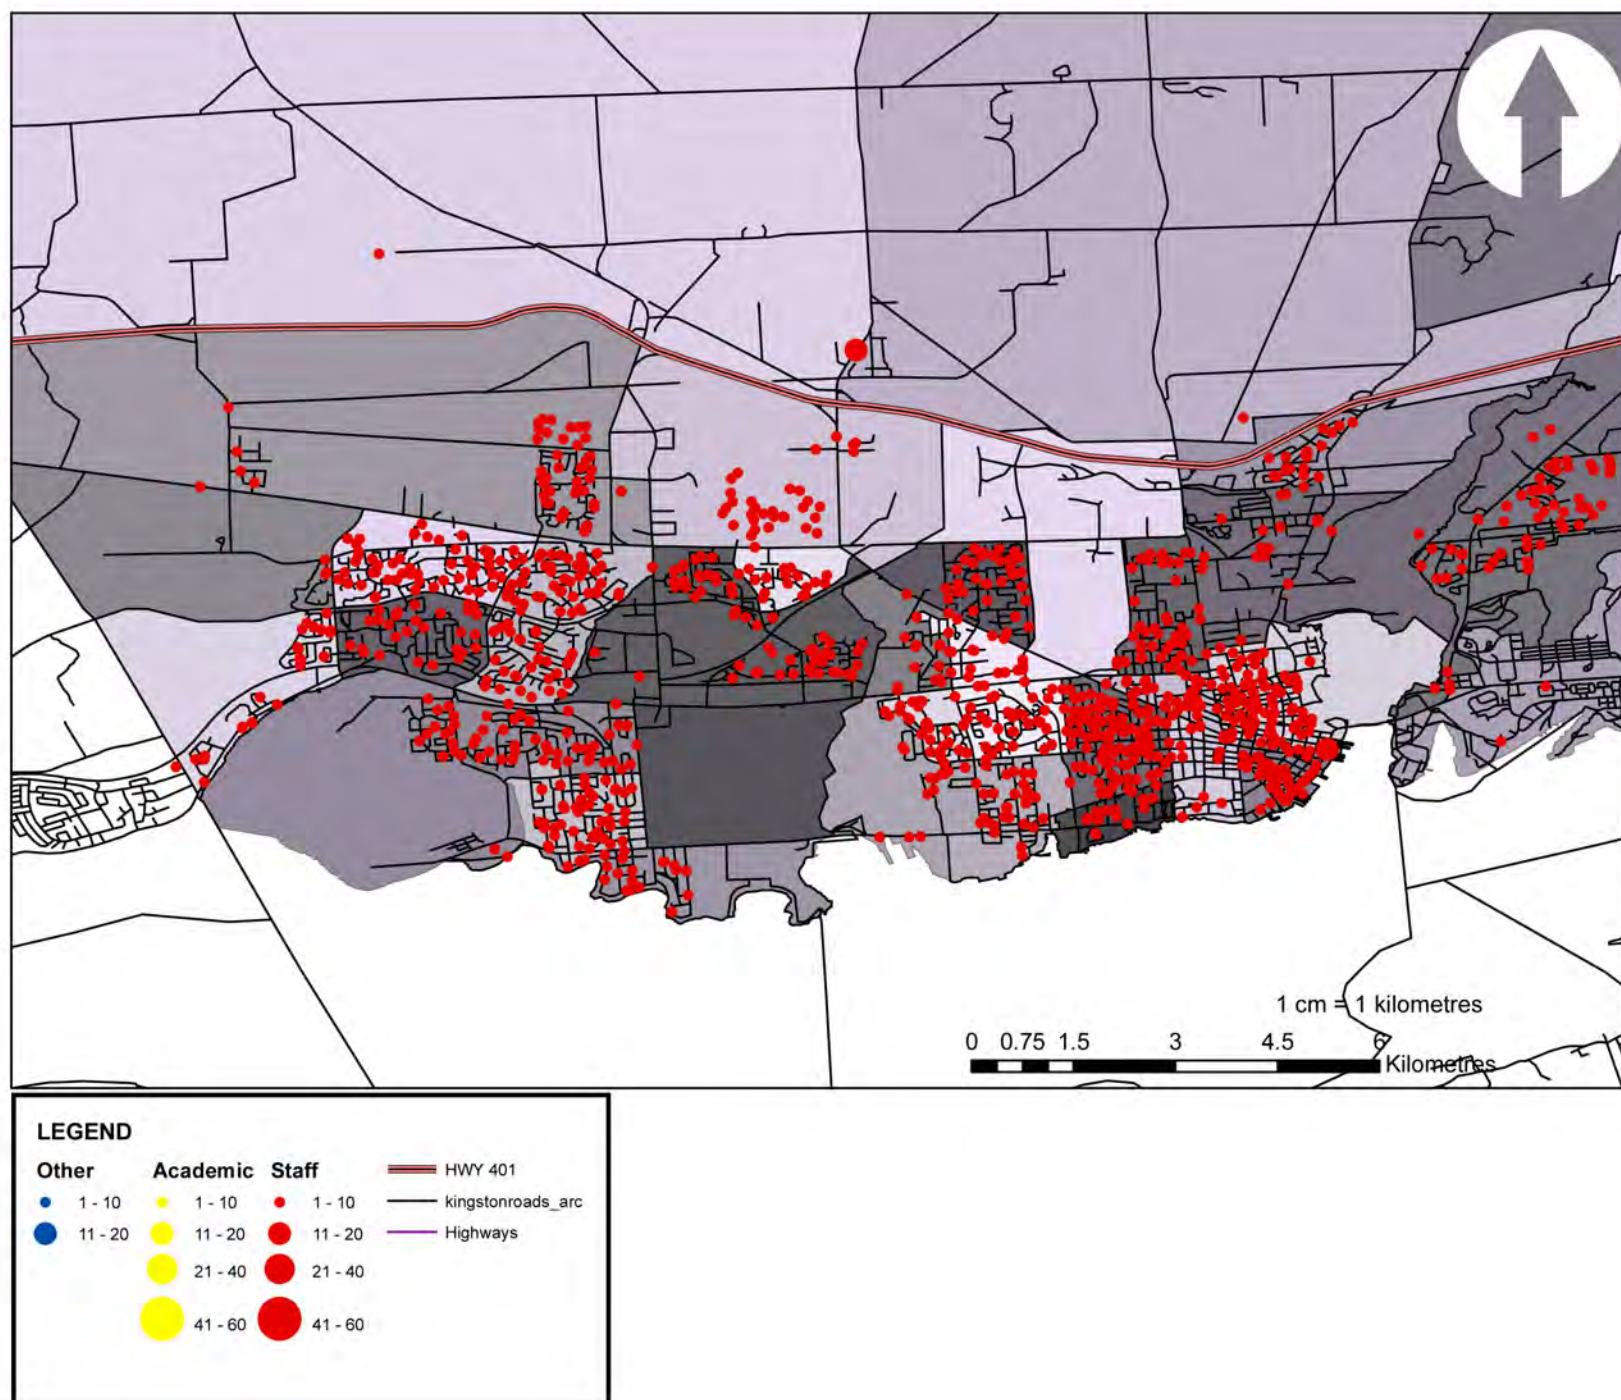 1 cm = 1 kilometres
0 0.75 1.5 3 4.5 6
Kilometres
LEGEND
Other Academic Staff
1 - 10 1 - 10 1 - 10 HWY 401
11 - 20 11 - 20 11 - 20 kingstonroads_arc
Highways
21 - 40 21 - 40
41 - 60 41 - 60